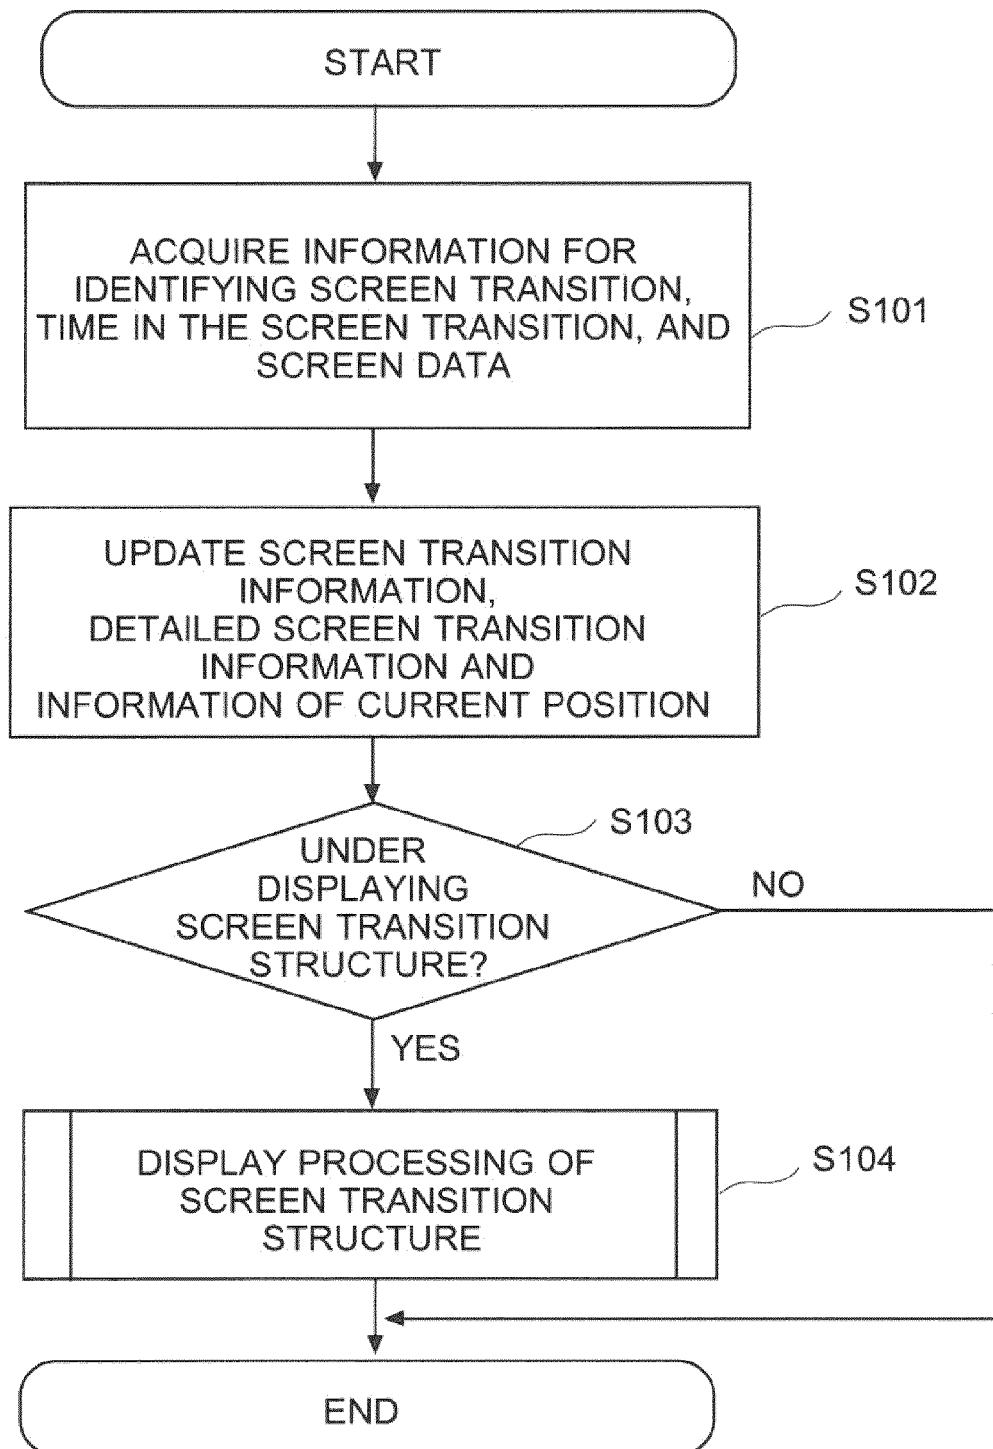 START
ACQUIRE INFORMATION FOR
IDENTIFYING SCREEN TRANSITION,
TIME IN THE SCREEN TRANSITION, AND
SCREEN DATA
S101
UPDATE SCREEN TRANSITION
INFORMATION,
DETAILED SCREEN TRANSITION
INFORMATION AND
INFORMATION OF CURRENT POSITION
S102
UNDER
DISPLAYING
SCREEN TRANSITION
STRUCTURE?
S103
NO
YES
DISPLAY PROCESSING OF
SCREEN TRANSITION
STRUCTURE
S104
END